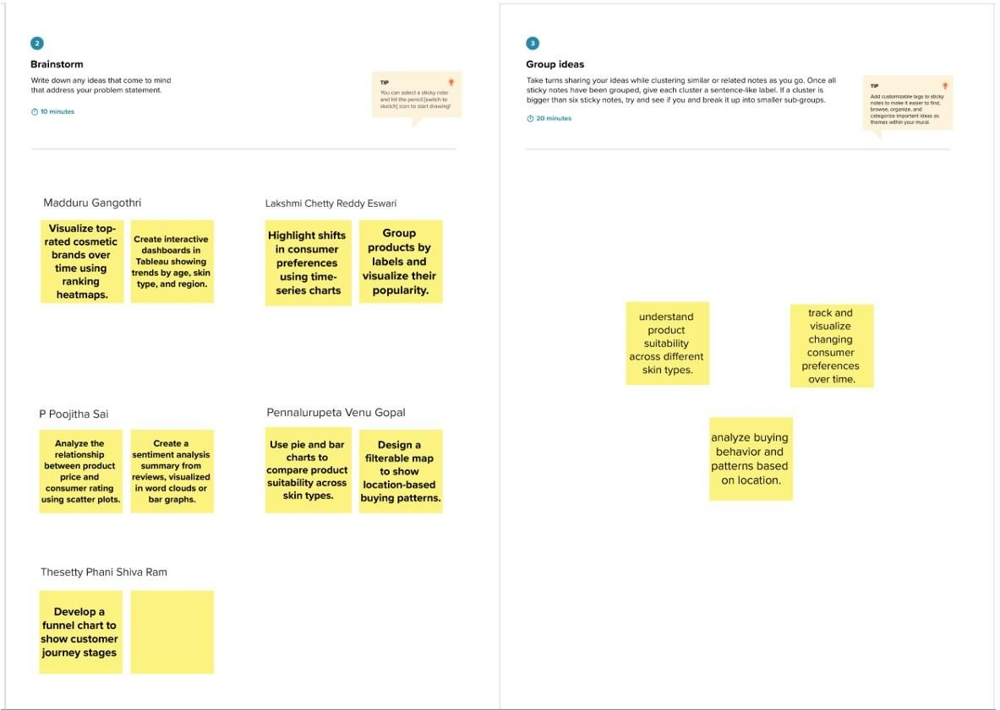 2
Brainstorm
Write down any ideas that come to mind
that address your problem statement.
10 minutes
TIP
You can select a sticky note
and hit the pencil [switch to
sketch] icon to start drawing!
Madduru Gangothri
Visualize top-
rated cosmetic
brands over
time using
ranking
heatmaps.
Create interactive
dashboards in
Tableau showing
trends by age, skin
type, and region.
Lakshmi Chetty Reddy Eswari
Highlight shifts
in consumer
preferences
using time-
series charts
Group
products by
labels and
visualize their
popularity.
P Poojitha Sai
Analyze the
relationship
between product
price and
consumer rating
using scatter plots.
Create a
sentiment analysis
summary from
reviews, visualized
in word clouds or
bar graphs.
Pennalurupeta Venu Gopal
Use pie and bar
charts to
compare product
suitability across
skin types.
Design a
filterable map
to show
location-based
buying patterns.
Thesetty Phani Shiva Ram
Develop a
funnel chart to
show customer
journey stages
3
Group ideas
Take turns sharing your ideas while clustering similar or related notes as you go. Once all
sticky notes have been grouped, give each cluster a sentence-like label. If a cluster is
bigger than six sticky notes, try and see if you and break it up into smaller sub-groups.
20 minutes
TIP
Add customizable tags to sticky
notes to make it easier to find,
browse, organize, and
categorize important ideas as
themes within your mural.
understand
product
suitability
across different
skin types.
track and
visualize
changing
consumer
preferences
over time.
analyze buying
behavior and
patterns based
on location.